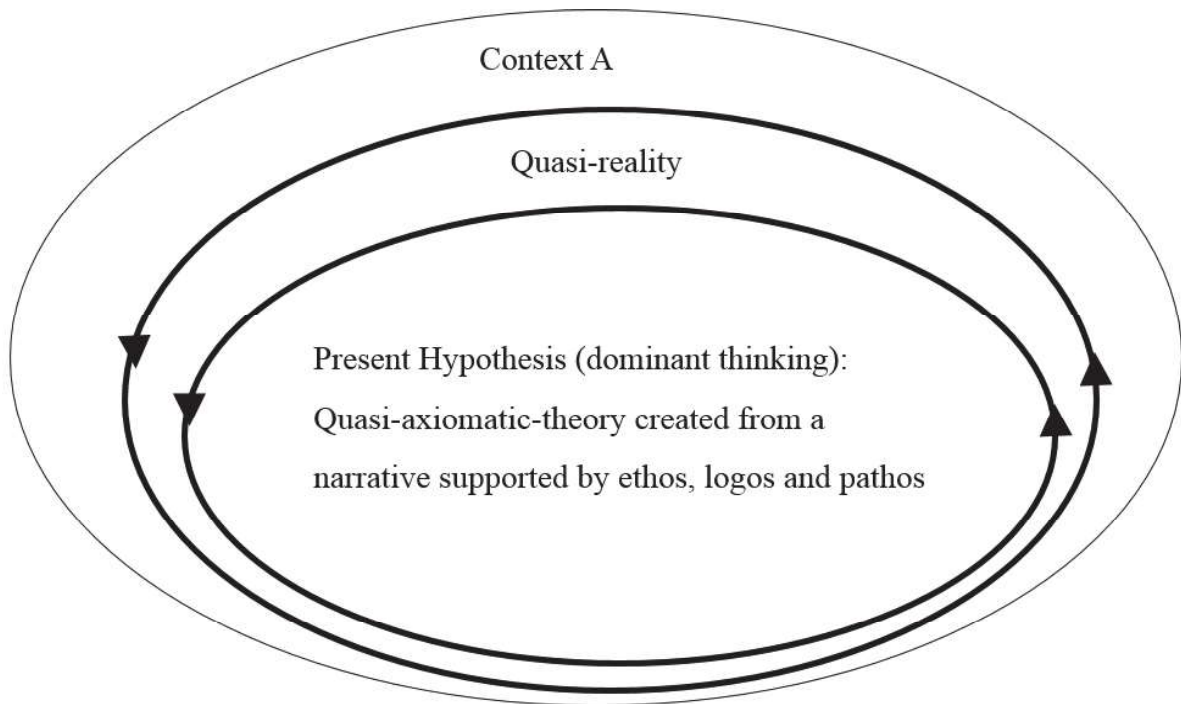 Context A
Quasi-reality
Present Hypothesis (dominant thinking):
Quasi-axiomatic-theory created from a
narrative supported by ethos, logos and pathos